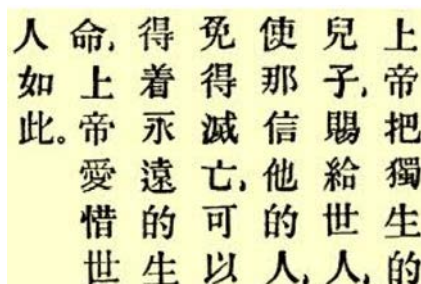 上帝把獨生的
兒子,賜給世人,
使那信他的人,
免得滅亡,可以
得着永遠的生
命,上帝愛惜世
人如此。